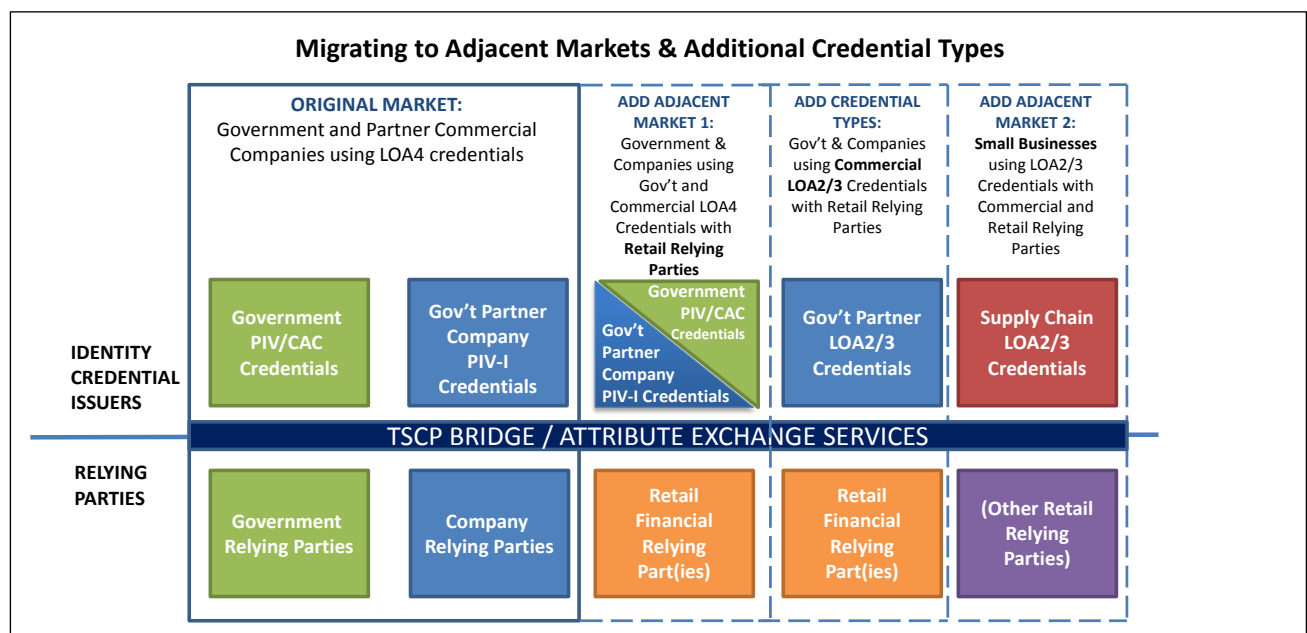 Migrating to Adjacent Markets & Additional Credential Types
ORIGINAL MARKET:
Government and Partner Commercial
Companies using LOA4 credentials
ADD ADJACENT
MARKET 1:
Government &
Companies using
Gov’t and
Commercial LOA4
Credentials with
Retail Relying
Parties
ADD CREDENTIAL
TYPES:
Gov’t & Companies
using Commercial
LOA2/3 Credentials
with Retail Relying
Parties
ADD ADJACENT
MARKET 2:
Small Businesses
using LOA2/3
Credentials with
Commercial and
Retail Relying
Parties
IDENTITY
CREDENTIAL
ISSUERS
Government
PIV/CAC
Credentials
Gov’t Partner
Company
PIV-I
Credentials
Government
PIV/CAC
Credentials
Gov’t
Partner
Company
PIV-I Credentials
Gov’t Partner
LOA2/3
Credentials
Supply Chain
LOA2/3
Credentials
TSCP BRIDGE / ATTRIBUTE EXCHANGE SERVICES
RELYING
PARTIES
Government
Relying Parties
Company
Relying Parties
Retail
Financial
Relying
Part(ies)
Retail
Financial
Relying
Part(ies)
(Other Retail
Relying
Parties)